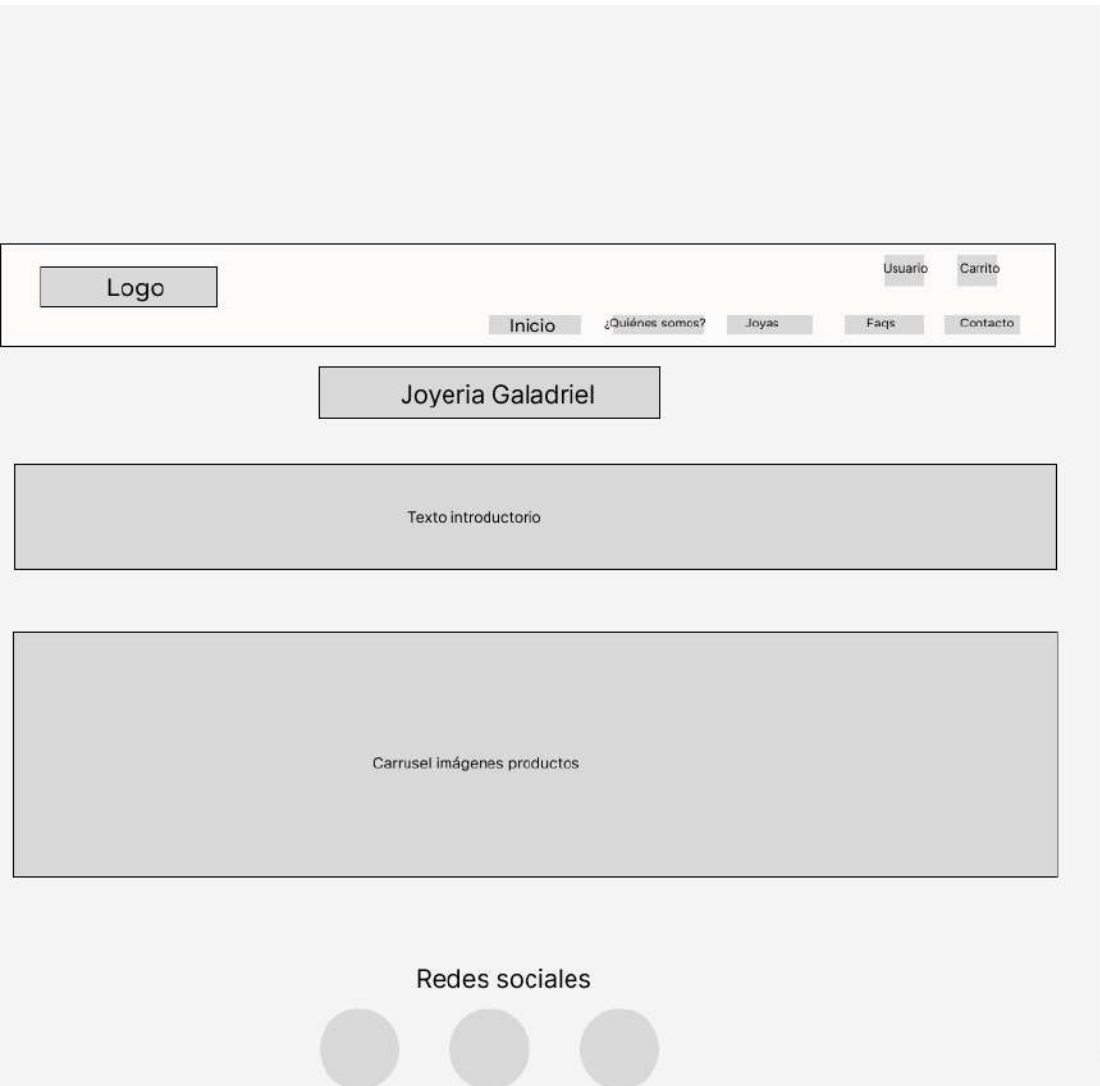 Logo
Usuario Carrito
Inicio ¿Quiénes somos? Joyas Faqs Contacto
Joyeria Galadriel
Texto introductorio
Carrusel imágenes productos
Redes sociales